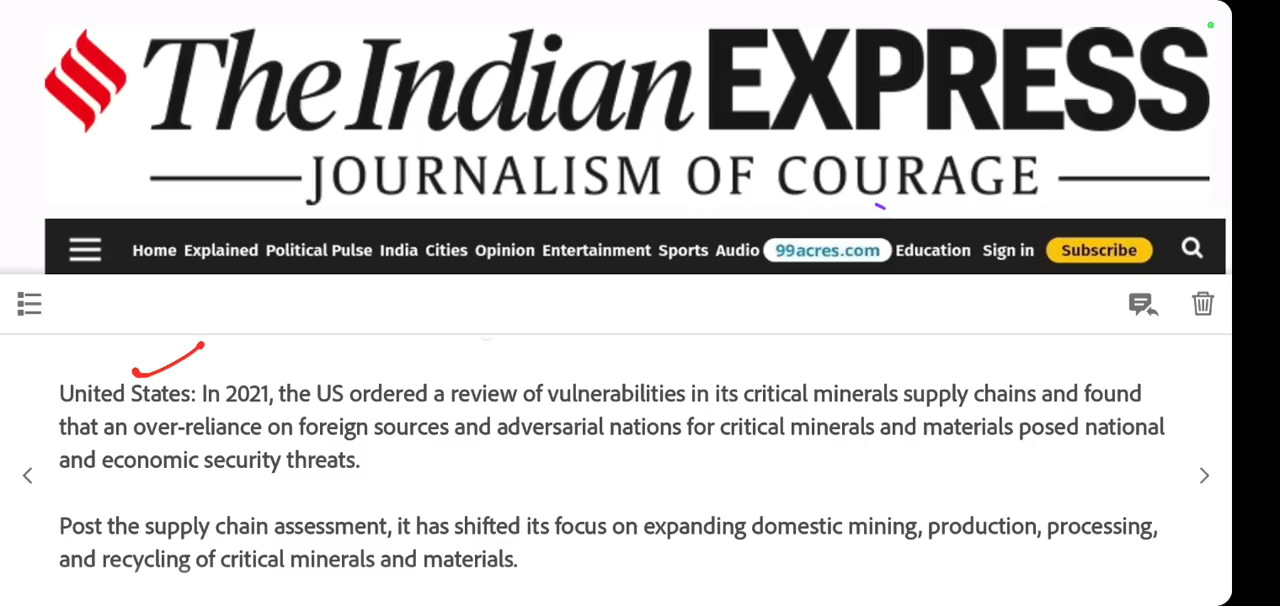 The Indian EXPRESS
JOURNALISM OF COURAGE
Home Explained Political Pulse India Cities Opinion Entertainment Sports Audio 99acres.com Education Sign in Subscribe
United States: In 2021, the US ordered a review of vulnerabilities in its critical minerals supply chains and found
that an over-reliance on foreign sources and adversarial nations for critical minerals and materials posed national
and economic security threats.
Post the supply chain assessment, it has shifted its focus on expanding domestic mining, production, processing,
and recycling of critical minerals and materials.